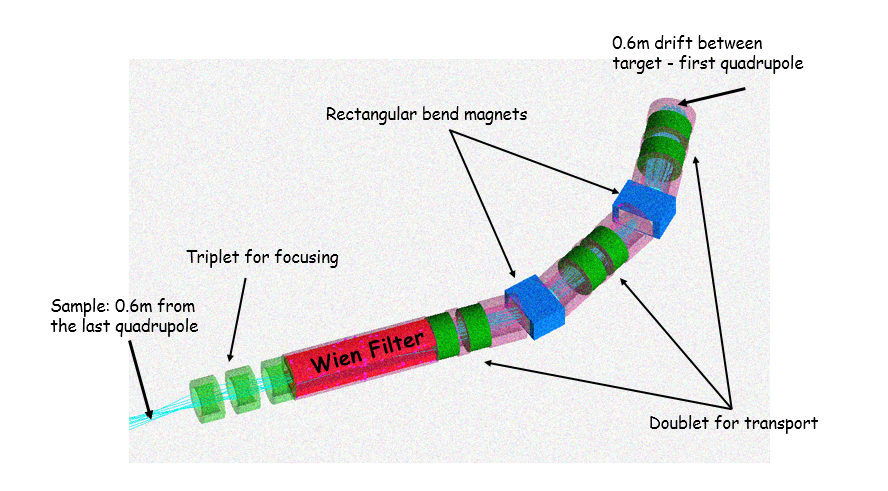 0.6m drift between
target - first quadrupole
Rectangular bend magnets
Triplet for focusing
Sample: 0.6m from
the last quadrupole
Wien Filter
Doublet for transport